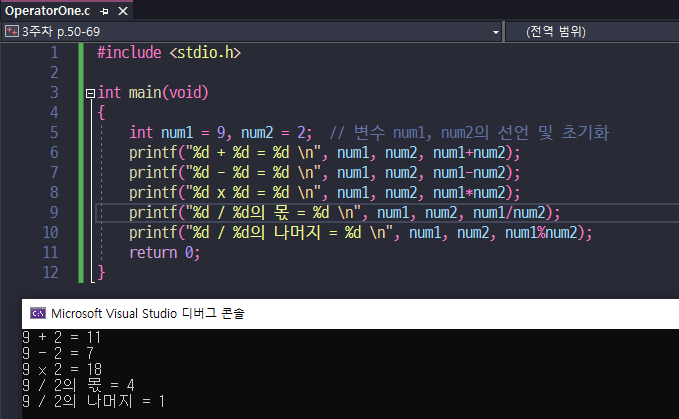 OperatorOne.c
3주차 p.50-69 (전역 범위)
1 #include <stdio.h>
2
3 int main(void)
4 {
5 int num1 = 9, num2 = 2; // 변수 num1, num2의 선언 및 초기화
6 printf("%d + %d = %d \n", num1, num2, num1+num2);
7 printf("%d - %d = %d \n", num1, num2, num1-num2);
8 printf("%d x %d = %d \n", num1, num2, num1*num2);
9 printf("%d / %d의 몫 = %d \n", num1, num2, num1/num2);
10 printf("%d / %d의 나머지 = %d \n", num1, num2, num1%num2);
11 return 0;
12 }
Microsoft Visual Studio 디버그 콘솔
9 + 2 = 11
9 - 2 = 7
9 x 2 = 18
9 / 2의 몫 = 4
9 / 2의 나머지 = 1